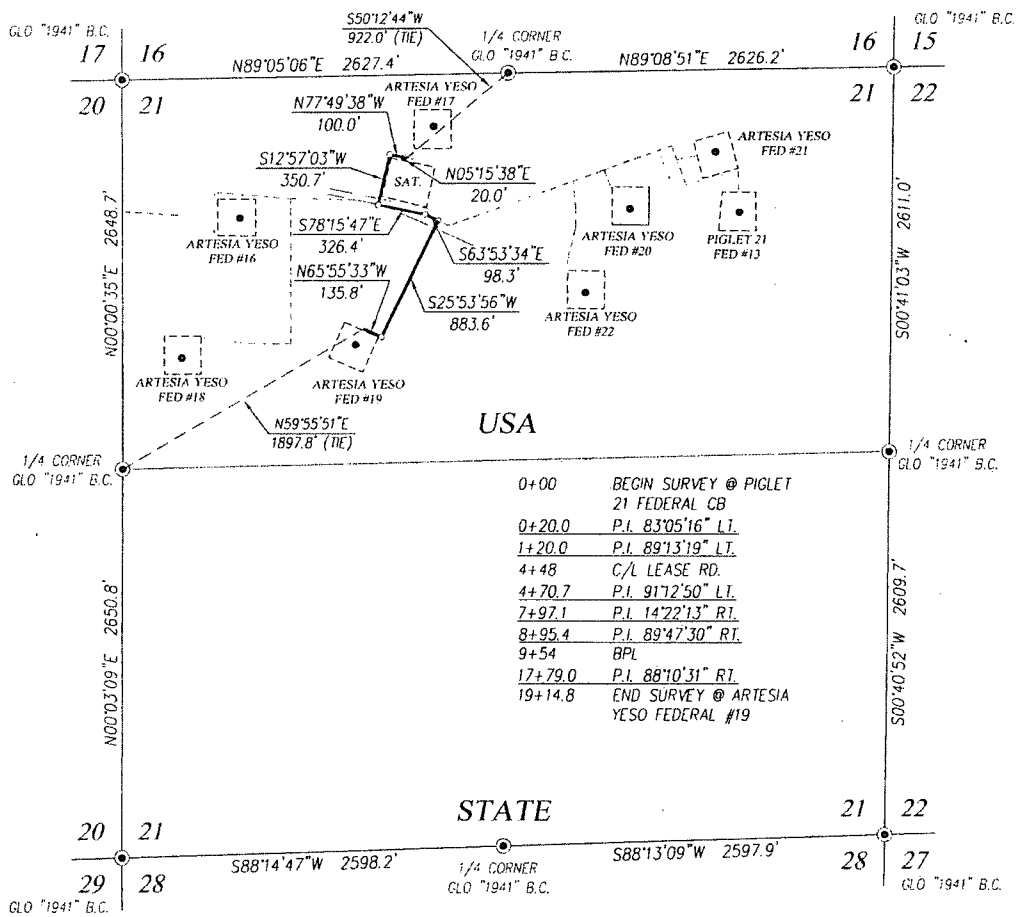 GLO "1941" B.C.
17 16
20 21
S50°12'44"W
922.0' (TIE)
1/4 CORNER
GLO "1941" B.C.
GLO "1941" B.C.
16 15
21 22
N89°05'06"E 2627.4'
N89°08'51"E 2626.2'
ARTESIA YESO
FED #17
N77°49'38"W
100.0'
S12°57'03"W
350.7'
SAT.
N05°15'38"E
20.0'
ARTESIA YESO
FED #21
ARTESIA YESO
FED #16
S78°15'47"E
326.4'
S63°53'34"E
98.3'
ARTESIA YESO
FED #20
PIGLET 21
FED #13
N65°55'33"W
135.8'
S25°53'56"W
883.6'
ARTESIA YESO
FED #22
N00°00'35"E 2648.7'
S00°41'03"W 2611.0'
ARTESIA YESO
FED #18
ARTESIA YESO
FED #19
N59°55'51"E
1897.8' (TIE)
USA
1/4 CORNER
GLO "1941" B.C.
1/4 CORNER
GLO "1941" B.C.
0+00 BEGIN SURVEY @ PIGLET
21 FEDERAL CB
0+20.0 P.I. 83°05'16" LT.
1+20.0 P.I. 89°13'19" LT.
4+48 C/L LEASE RD.
4+70.7 P.I. 91°12'50" LT.
7+97.1 P.I. 14°22'13" RT.
8+95.4 P.I. 89°47'30" RT.
9+54 BPL
17+79.0 P.I. 88°10'31" RT.
19+14.8 END SURVEY @ ARTESIA
YESO FEDERAL #19
N00°03'09"E 2650.8'
S00°40'52"W 2609.7'
STATE
20 21
29 28
GLO "1941" B.C.
S88°14'47"W 2598.2'
1/4 CORNER
GLO "1941" B.C.
S88°13'09"W 2597.9'
21 22
28 27
GLO "1941" B.C.